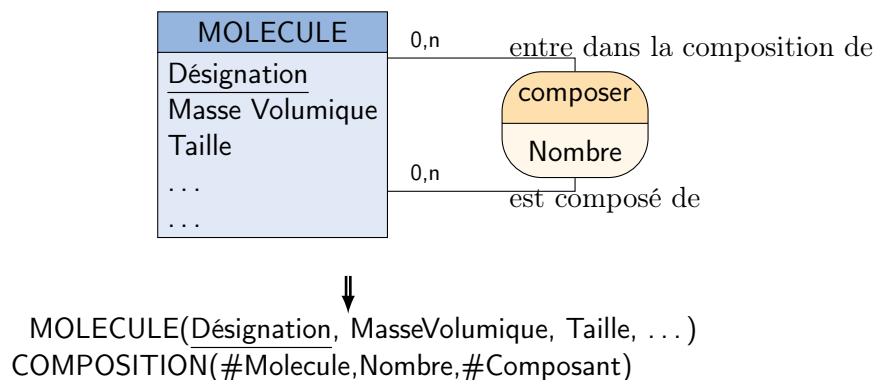 MOLECULE
0,n
entre dans la composition de
Désignation
composer
Masse Volumique
Taille
Nombre
. . .
0,n
est composé de
. . .
⇓
MOLECULE(Désignation, MasseVolumique, Taille, . . . )
COMPOSITION(#Molecule,Nombre,#Composant)